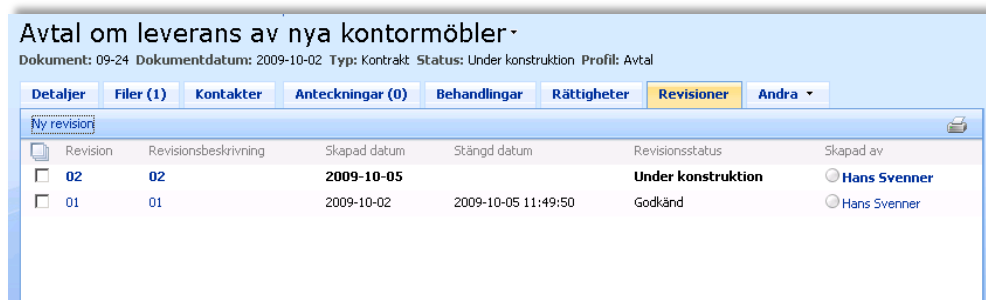 Avtal om leverans av nya kontormöbler
Dokument: 09-24 Dokumentdatum: 2009-10-02 Typ: Kontrakt Status: Under konstruktion Profil: Avtal
Detaljer Filer (1) Kontakter Anteckningar (0) Behandlingar Rättigheter Revisioner Andra
Ny revision
Revision Revisionsbeskrivning Skapad datum Stängd datum Revisionsstatus Skapad av
02 02 2009-10-05 Under konstruktion Hans Svenner
01 01 2009-10-02 2009-10-05 11:49:50 Godkänd Hans Svenner